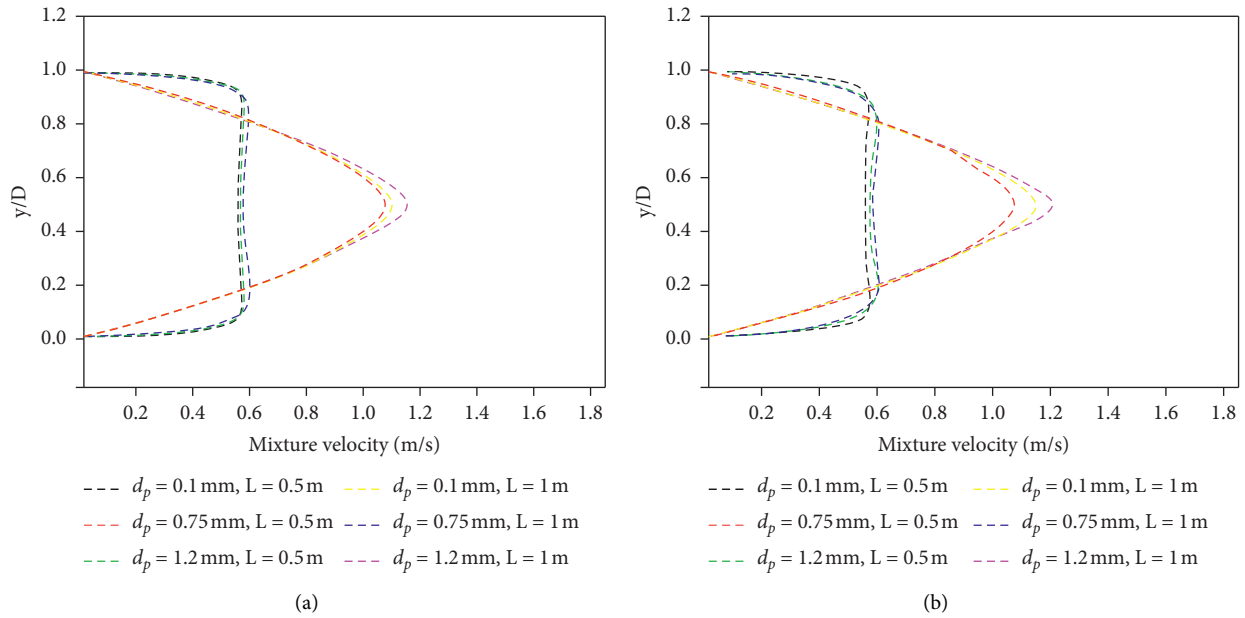 1.2
1.0
0.8
0.6
0.4
0.2
0.0
y/D
0.2 0.4 0.6 0.8 1.0 1.2 1.4 1.6 1.8
Mixture velocity (m/s)
d_p = 0.1 mm, L = 0.5 m d_p = 0.1 mm, L = 1 m
d_p = 0.75 mm, L = 0.5 m d_p = 0.75 mm, L = 1 m
d_p = 1.2 mm, L = 0.5 m d_p = 1.2 mm, L = 1 m
(a)
1.2
1.0
0.8
0.6
0.4
0.2
0.0
y/D
0.2 0.4 0.6 0.8 1.0 1.2 1.4 1.6 1.8
Mixture velocity (m/s)
d_p = 0.1 mm, L = 0.5 m d_p = 0.1 mm, L = 1 m
d_p = 0.75 mm, L = 0.5 m d_p = 0.75 mm, L = 1 m
d_p = 1.2 mm, L = 0.5 m d_p = 1.2 mm, L = 1 m
(b)